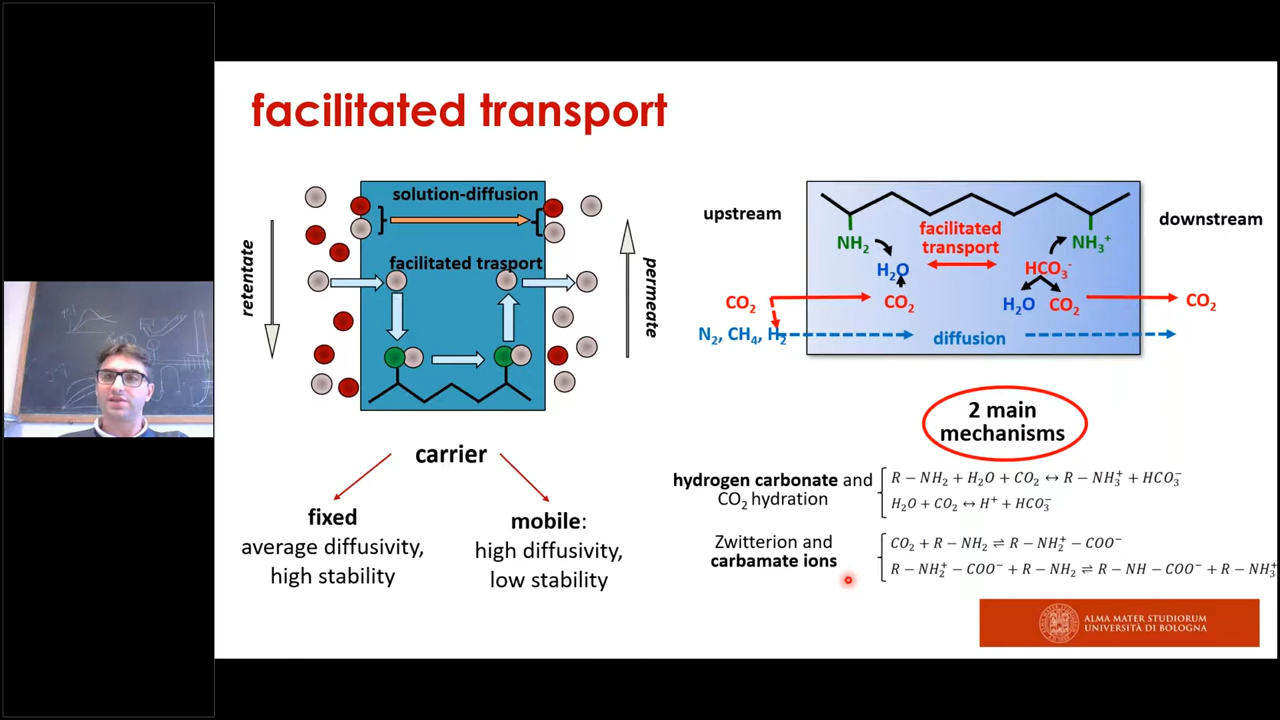 facilitated transport
solution-diffusion
facilitated trasport
retentate
permeate
carrier
fixed
average diffusivity,
high stability
mobile:
high diffusivity,
low stability
upstream
downstream
NH₂
facilitated
transport
NH₃⁺
H₂O
HCO₃⁻
CO₂
CO₂
H₂O
CO₂
CO₂
N₂, CH₄, H₂
diffusion
2 main
mechanisms
hydrogen carbonate and
CO₂ hydration
R − NH₂ + H₂O + CO₂ ↔ R − NH₃⁺ + HCO₃⁻
H₂O + CO₂ ↔ H⁺ + HCO₃⁻
Zwitterion and
carbamate ions
CO₂ + R − NH₂ ⇌ R − NH₂⁺ − COO⁻
R − NH₂⁺ − COO⁻ + R − NH₂ ⇌ R − NH − COO⁻ + R − NH₃⁺
ALMA MATER STUDIORUM
UNIVERSITÀ DI BOLOGNA